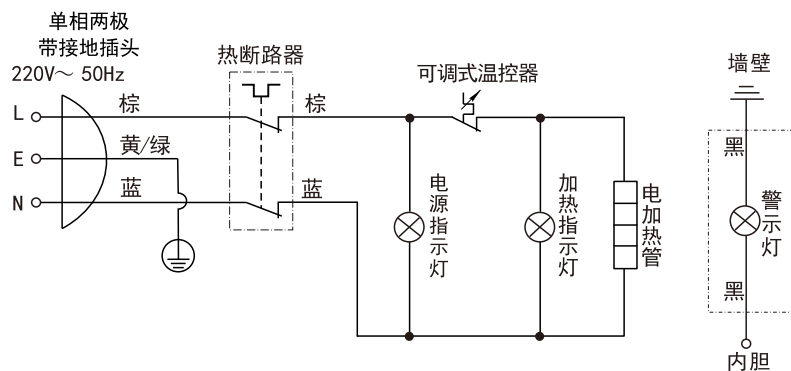 单相两极
带接地插头
220V～ 50Hz
热断路器
可调式温控器
墙壁
L
棕
棕
E
黄/绿
N
蓝
蓝
电源指示灯
加热指示灯
电加热管
黑
警示灯
黑
内胆